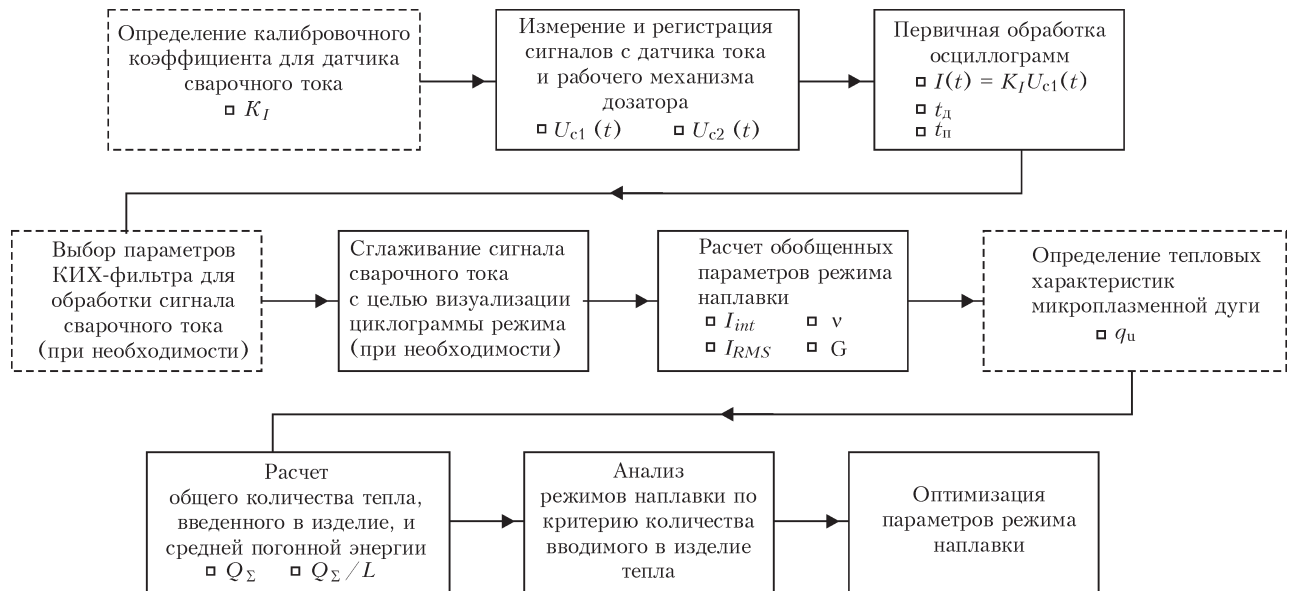 Определение калибровочного
коэффициента для датчика
сварочного тока
K_I
Измерение и регистрация
сигналов с датчика тока
и рабочего механизма
дозатора
U_с1 (t) U_с2 (t)
Первичная обработка
осциллограмм
I(t) = K_I U_с1(t)
t_д
t_п
Выбор параметров
КИХ-фильтра для
обработки сигнала
сварочного тока
(при необходимости)
Сглаживание сигнала
сварочного тока
с целью визуализации
циклограммы режима
(при необходимости)
Расчет обобщенных
параметров режима
наплавки
I_int ν
I_RMS G
Определение тепловых
характеристик
микроплазменной дуги
q_u
Расчет
общего количества тепла,
введенного в изделие, и
средней погонной энергии
Q_Σ Q_Σ/L
Анализ
режимов наплавки по
критерию количества
вводимого в изделие
тепла
Оптимизация
параметров режима
наплавки